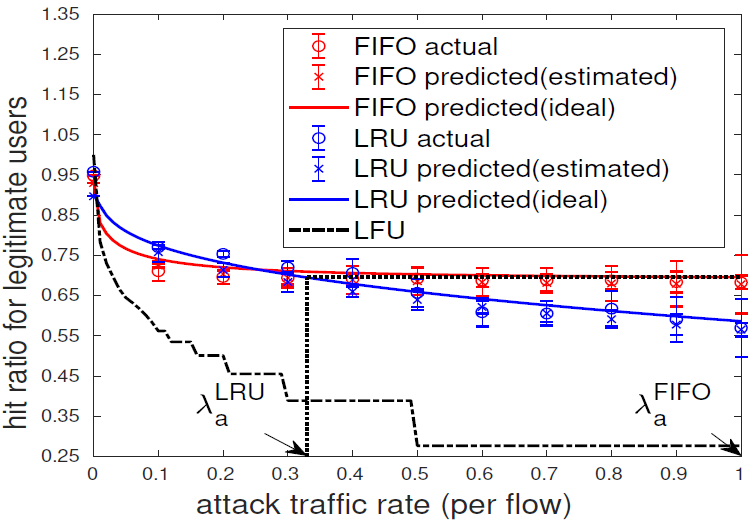 1.35
1.25
1.15
1.05
0.95
0.85
0.75
0.65
0.55
0.45
0.35
0.25
hit ratio for legitimate users
FIFO actual
FIFO predicted(estimated)
FIFO predicted(ideal)
LRU actual
LRU predicted(estimated)
LRU predicted(ideal)
LFU
λ_a^LRU
λ_a^FIFO
0 0.1 0.2 0.3 0.4 0.5 0.6 0.7 0.8 0.9 1
attack traffic rate (per flow)